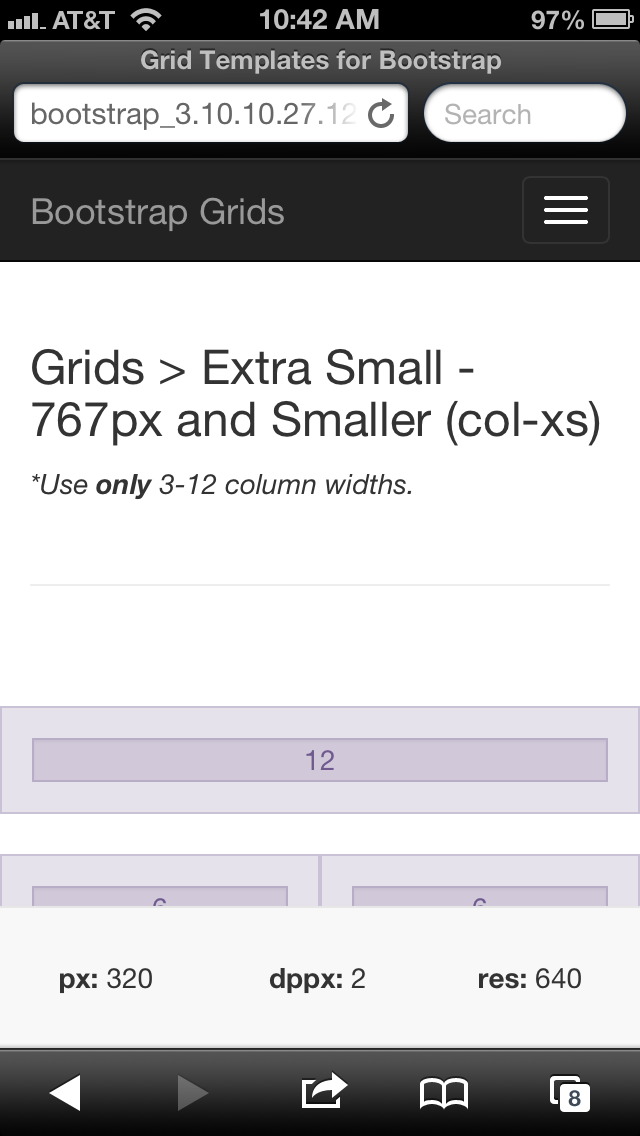 AT&T 10:42 AM 97%
Grid Templates for Bootstrap
bootstrap_3.10.10.27.12 Search
Bootstrap Grids
Grids > Extra Small -
767px and Smaller (col-xs)
*Use only 3-12 column widths.
12
6 6
px: 320 dppx: 2 res: 640
8